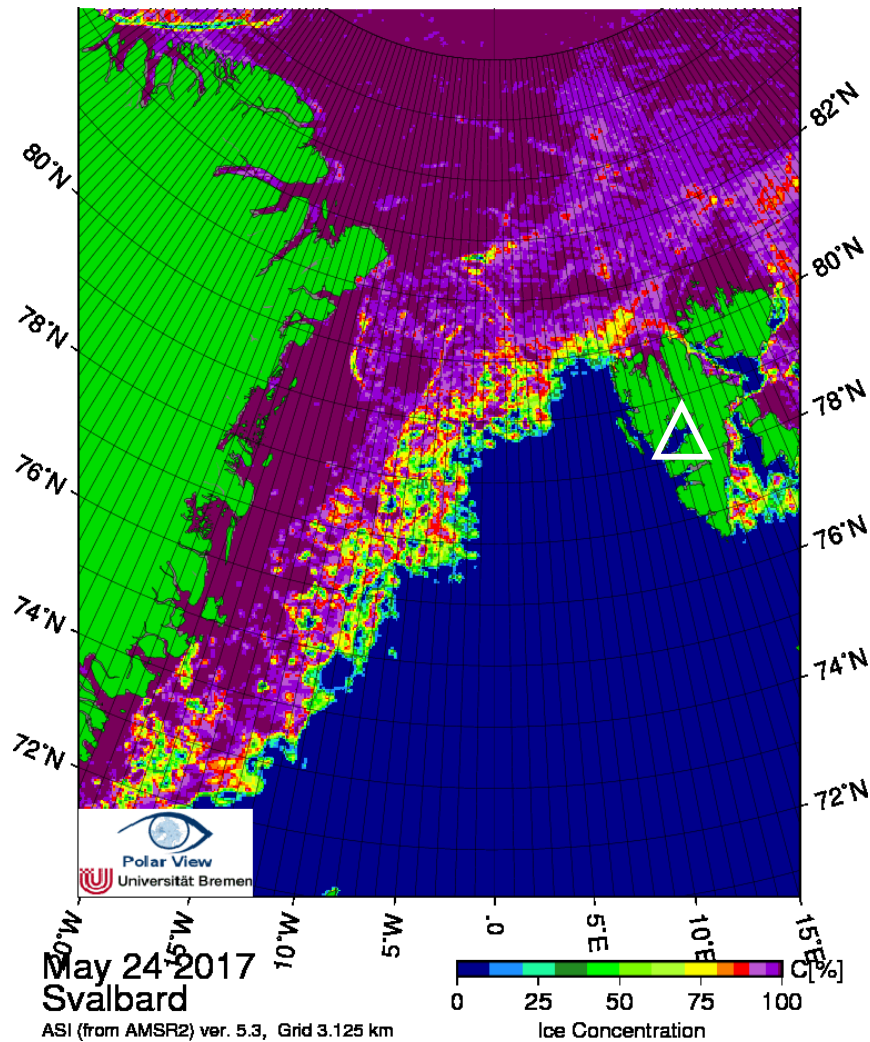 82°N
80°N
80°N
78°N
78°N
76°N
76°N
74°N
74°N
72°N
72°N
Polar View
Universität Bremen
20°W
15°W
10°W
5°W
0°
5°E
10°E
15°E
May 24 2017
Svalbard
ASI (from AMSR2) ver. 5.3, Grid 3.125 km
C[%]
0 25 50 75 100
Ice Concentration